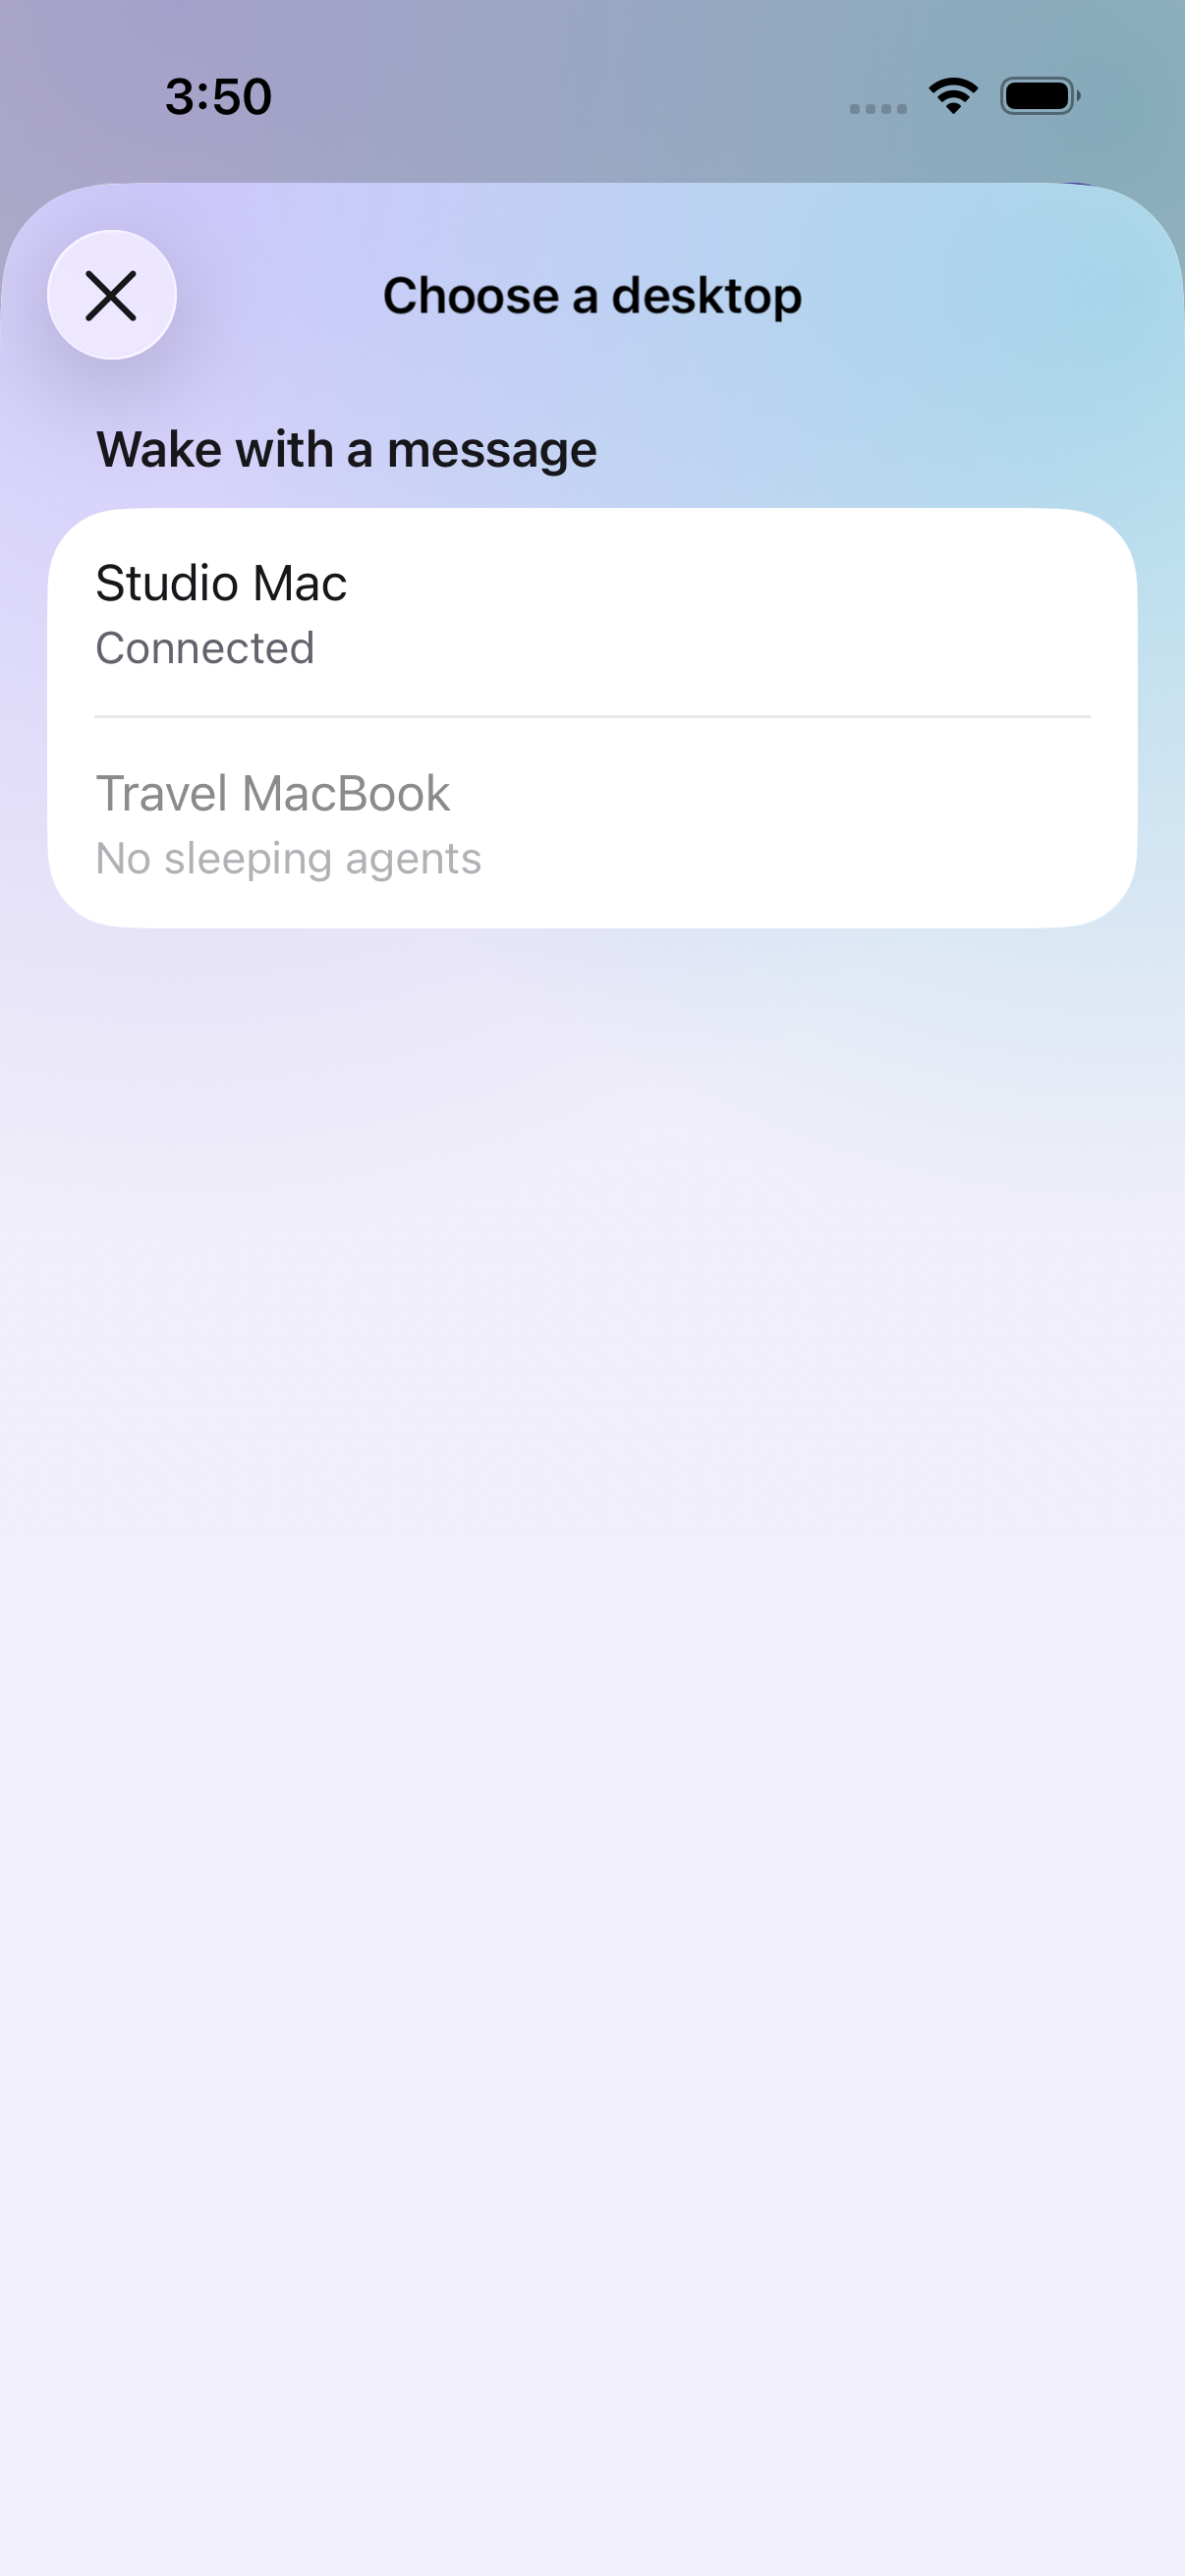 3:50
Choose a desktop
Wake with a message
Studio Mac
Connected
Travel MacBook
No sleeping agents